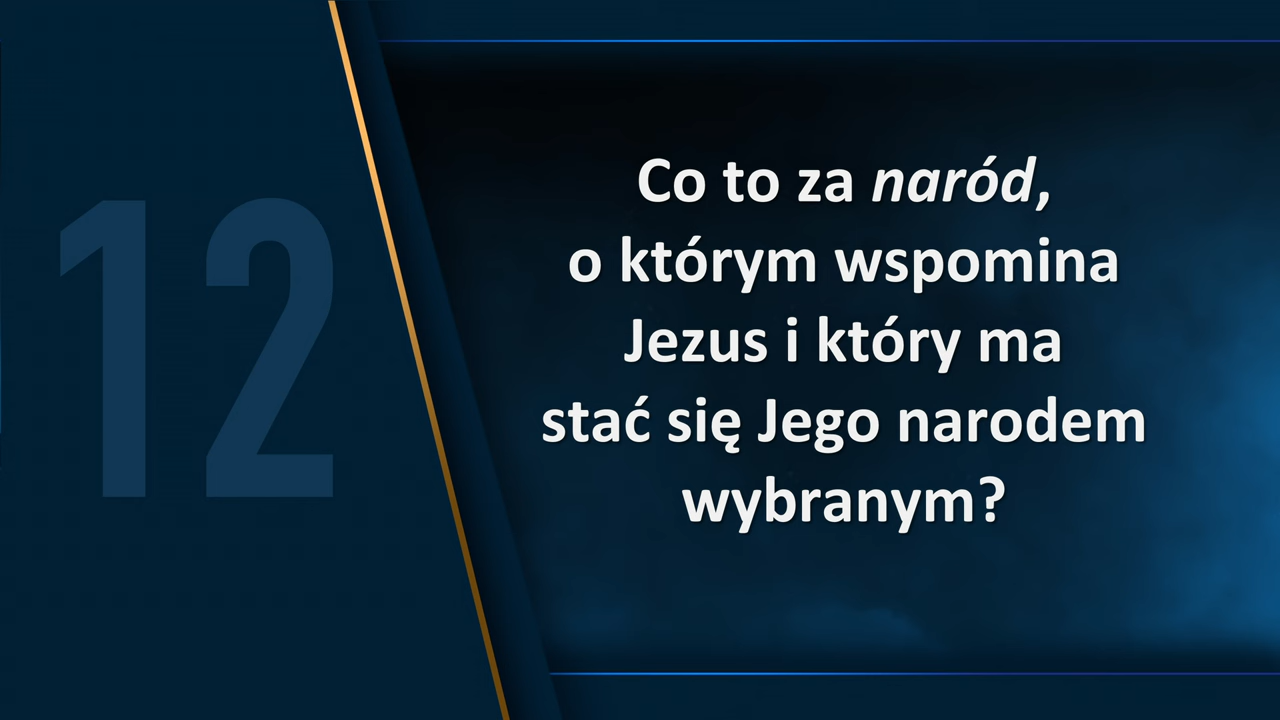 12
Co to za naród,
o którym wspomina
Jezus i który ma
stać się Jego narodem
wybranym?